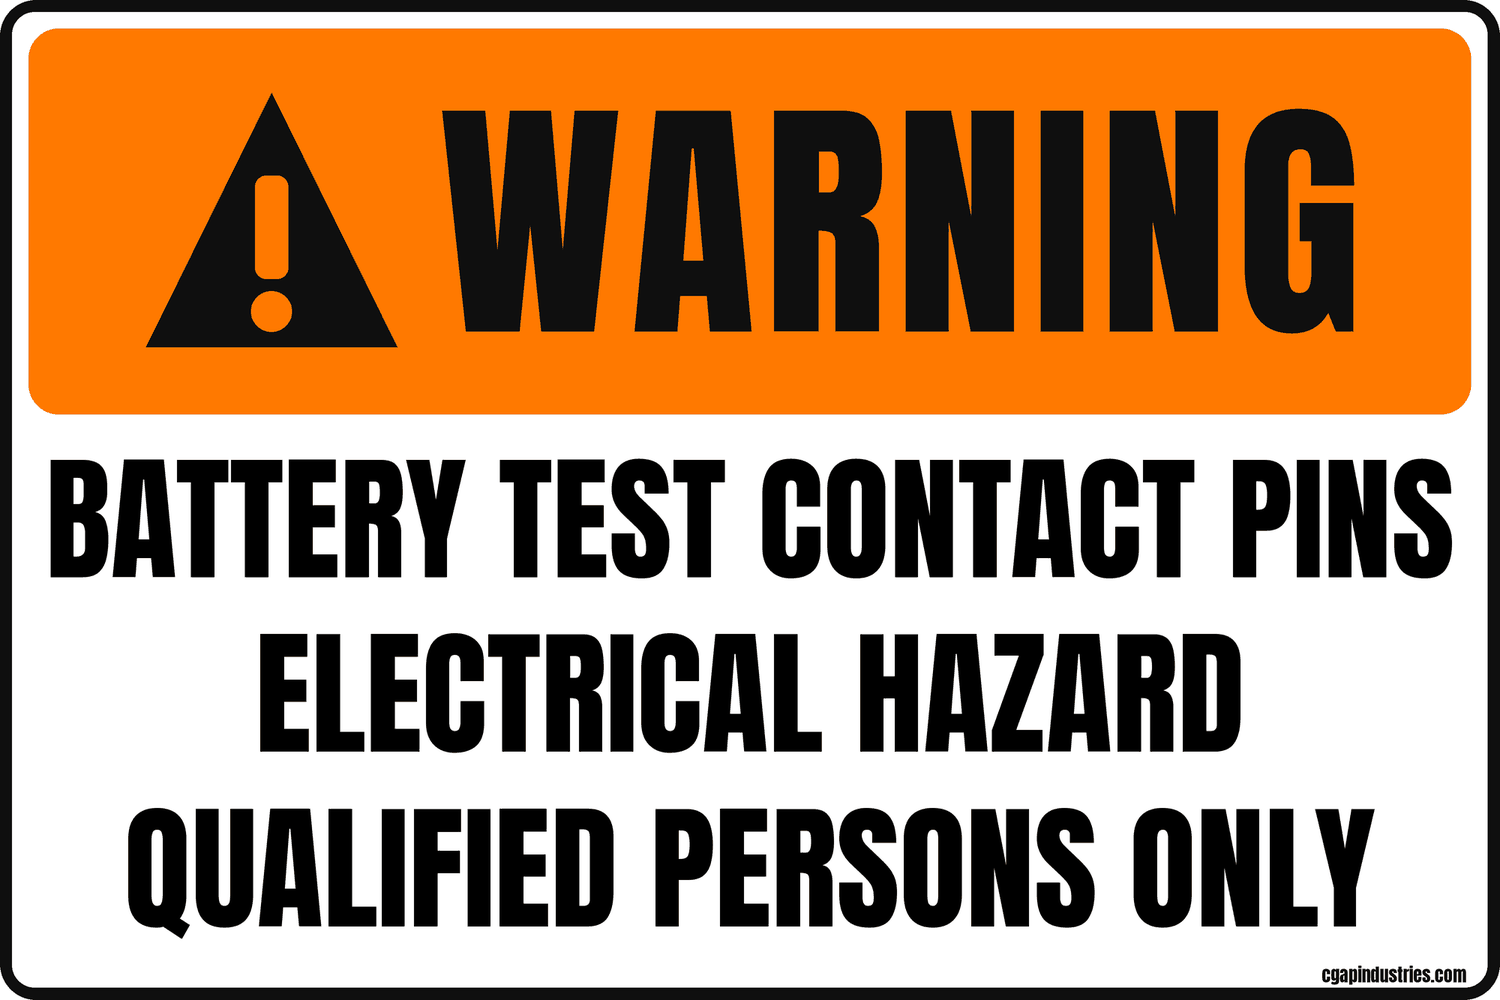 WARNING
BATTERY TEST CONTACT PINS
ELECTRICAL HAZARD
QUALIFIED PERSONS ONLY
cgapindustries.com